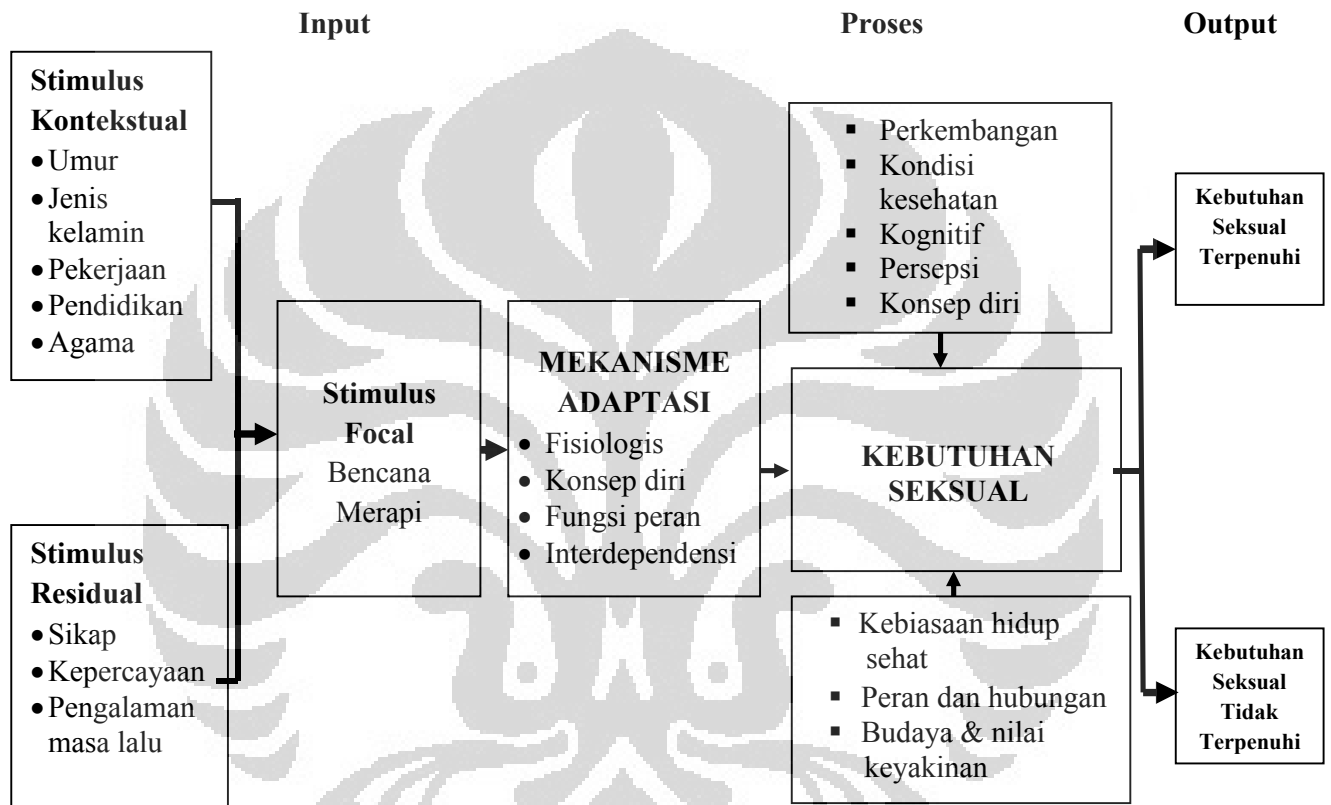 Input
Proses
Output
Stimulus
Kontekstual
• Umur
• Jenis
kelamin
• Pekerjaan
• Pendidikan
• Agama
Stimulus
Residual
• Sikap
• Kepercayaan
• Pengalaman
masa lalu
Stimulus
Focal
Bencana
Merapi
MEKANISME
ADAPTASI
• Fisiologis
• Konsep diri
• Fungsi peran
• Interdependensi
▪ Perkembangan
▪ Kondisi
kesehatan
▪ Kognitif
▪ Persepsi
▪ Konsep diri
KEBUTUHAN
SEKSUAL
▪ Kebiasaan hidup
sehat
▪ Peran dan hubungan
▪ Budaya & nilai
keyakinan
Kebutuhan
Seksual
Terpenuhi
Kebutuhan
Seksual
Tidak
Terpenuhi